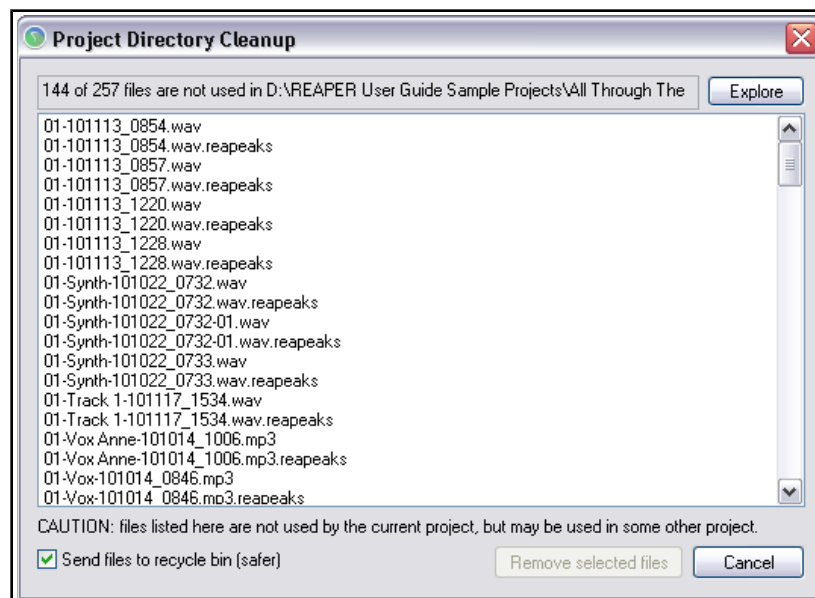 Project Directory Cleanup
144 of 257 files are not used in D:\REAPER User Guide Sample Projects\All Through The
Explore
01-101113_0854.wav
01-101113_0854.wav.reapeaks
01-101113_0857.wav
01-101113_0857.wav.reapeaks
01-101113_1220.wav
01-101113_1220.wav.reapeaks
01-101113_1228.wav
01-101113_1228.wav.reapeaks
01-Synth-101022_0732.wav
01-Synth-101022_0732.wav.reapeaks
01-Synth-101022_0732-01.wav
01-Synth-101022_0732-01.wav.reapeaks
01-Synth-101022_0733.wav
01-Synth-101022_0733.wav.reapeaks
01-Track 1-101117_1534.wav
01-Track 1-101117_1534.wav.reapeaks
01-Vox Anne-101014_1006.mp3
01-Vox Anne-101014_1006.mp3.reapeaks
01-Vox-101014_0846.mp3
01-Vox-101014_0846.mp3.reapeaks
CAUTION: files listed here are not used by the current project, but may be used in some other project.
Send files to recycle bin (safer)
Remove selected files
Cancel